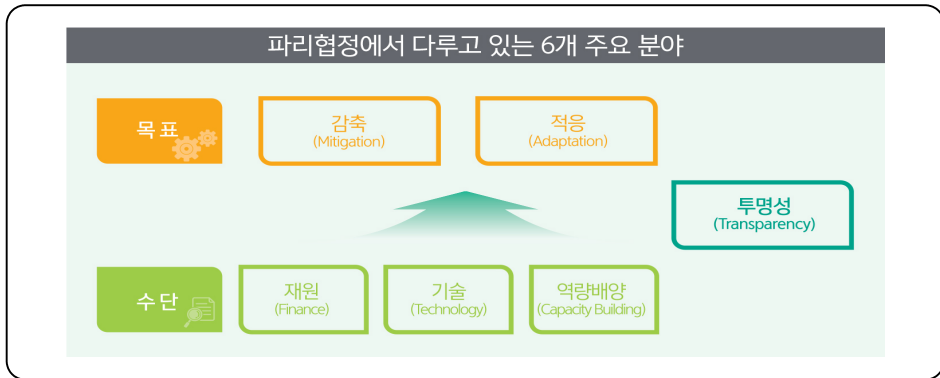 파리협정에서 다루고 있는 6개 주요 분야
목표
감축
(Mitigation)
적응
(Adaptation)
투명성
(Transparency)
수단
재원
(Finance)
기술
(Technology)
역량배양
(Capacity Building)